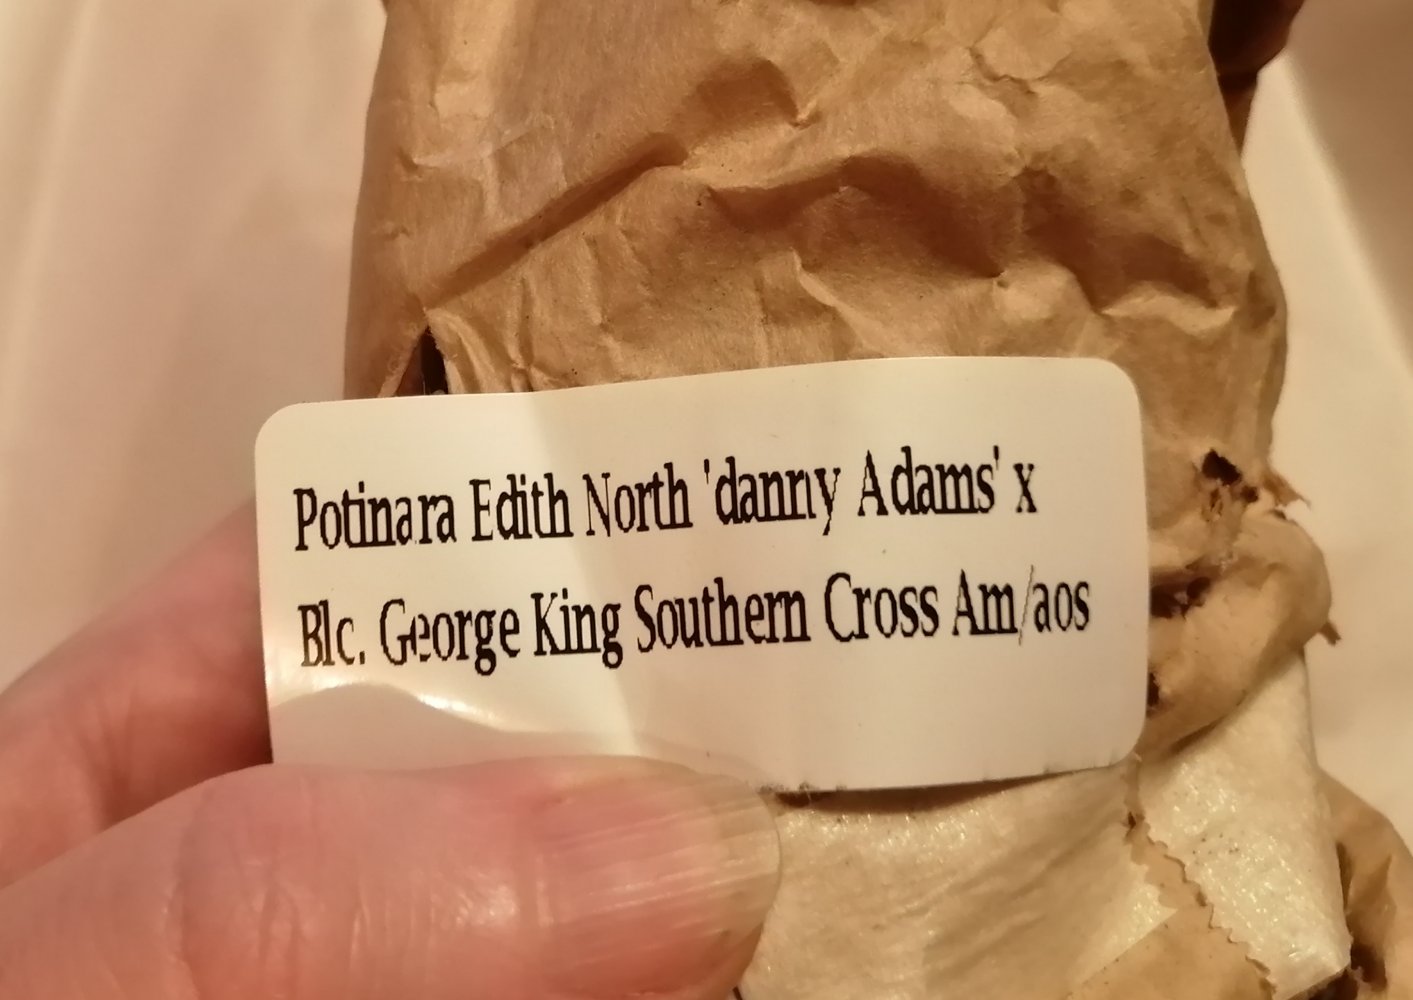 Potinara Edith North 'danny Adams' x
Blc. George King Southern Cross Am/aos